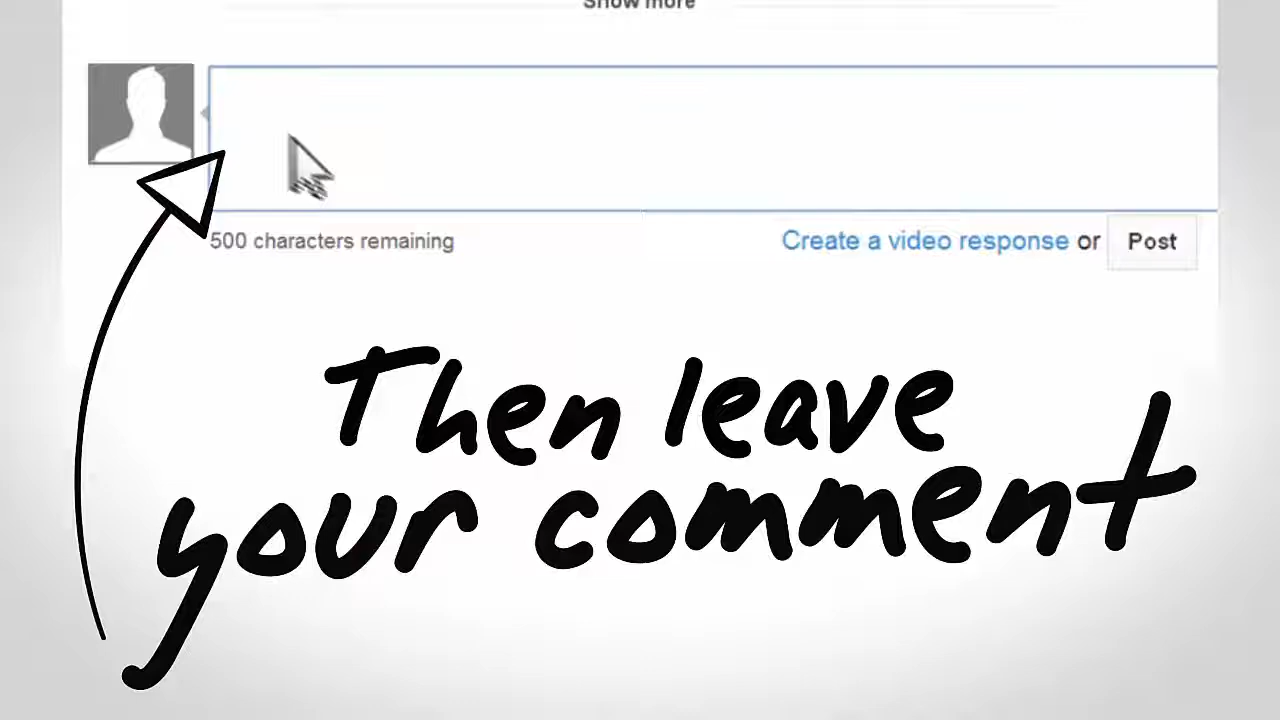 Show more
500 characters remaining
Create a video response or Post
Then leave
your comment